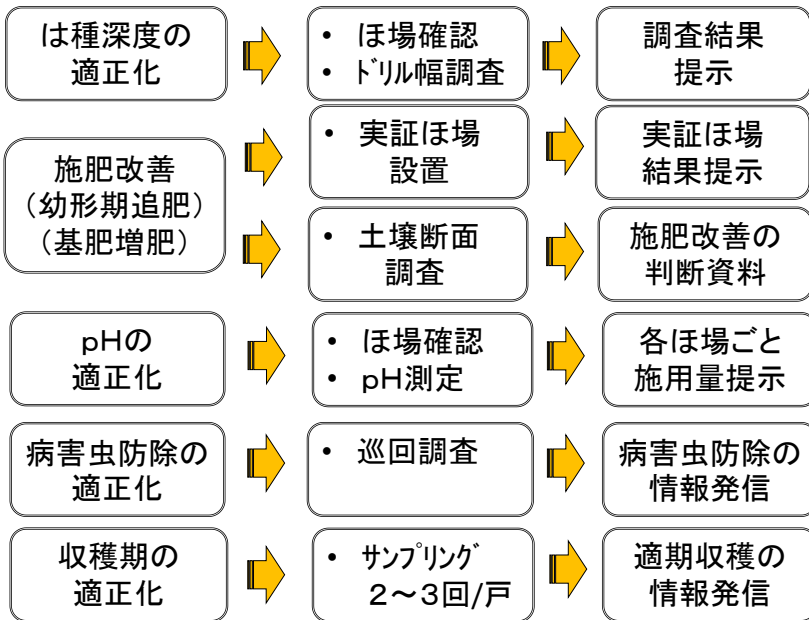 は種深度の
適正化
• ほ場確認
• ﾄﾞﾘﾙ幅調査
調査結果
提示
施肥改善
（幼形期追肥）
（基肥増肥）
• 実証ほ場
設置
実証ほ場
結果提示
• 土壌断面
調査
施肥改善の
判断資料
ｐHの
適正化
• ほ場確認
• ｐH測定
各ほ場ごと
施用量提示
病害虫防除の
適正化
• 巡回調査
病害虫防除の
情報発信
収穫期の
適正化
• ｻﾝﾌﾟﾘﾝｸﾞ
２～３回/戸
適期収穫の
情報発信